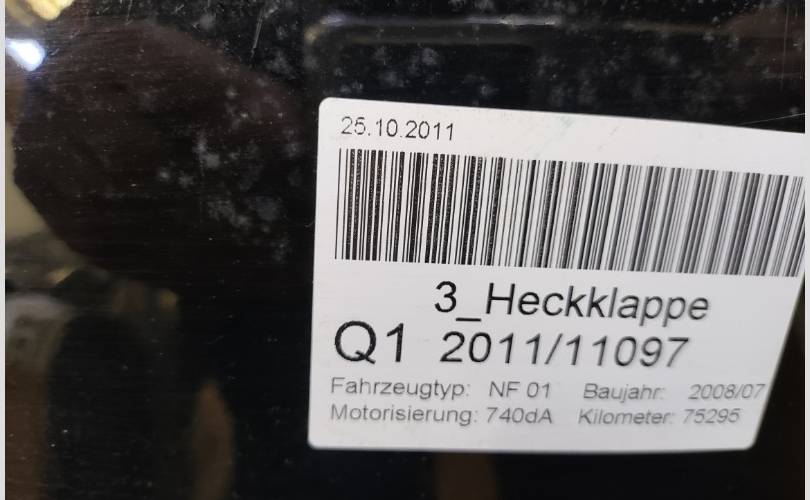 25.10.2011
3_Heckklappe
Q1 2011/11097
Fahrzeugtyp: NF 01 Baujahr: 2008/07
Motorisierung: 740dA Kilometer: 75295